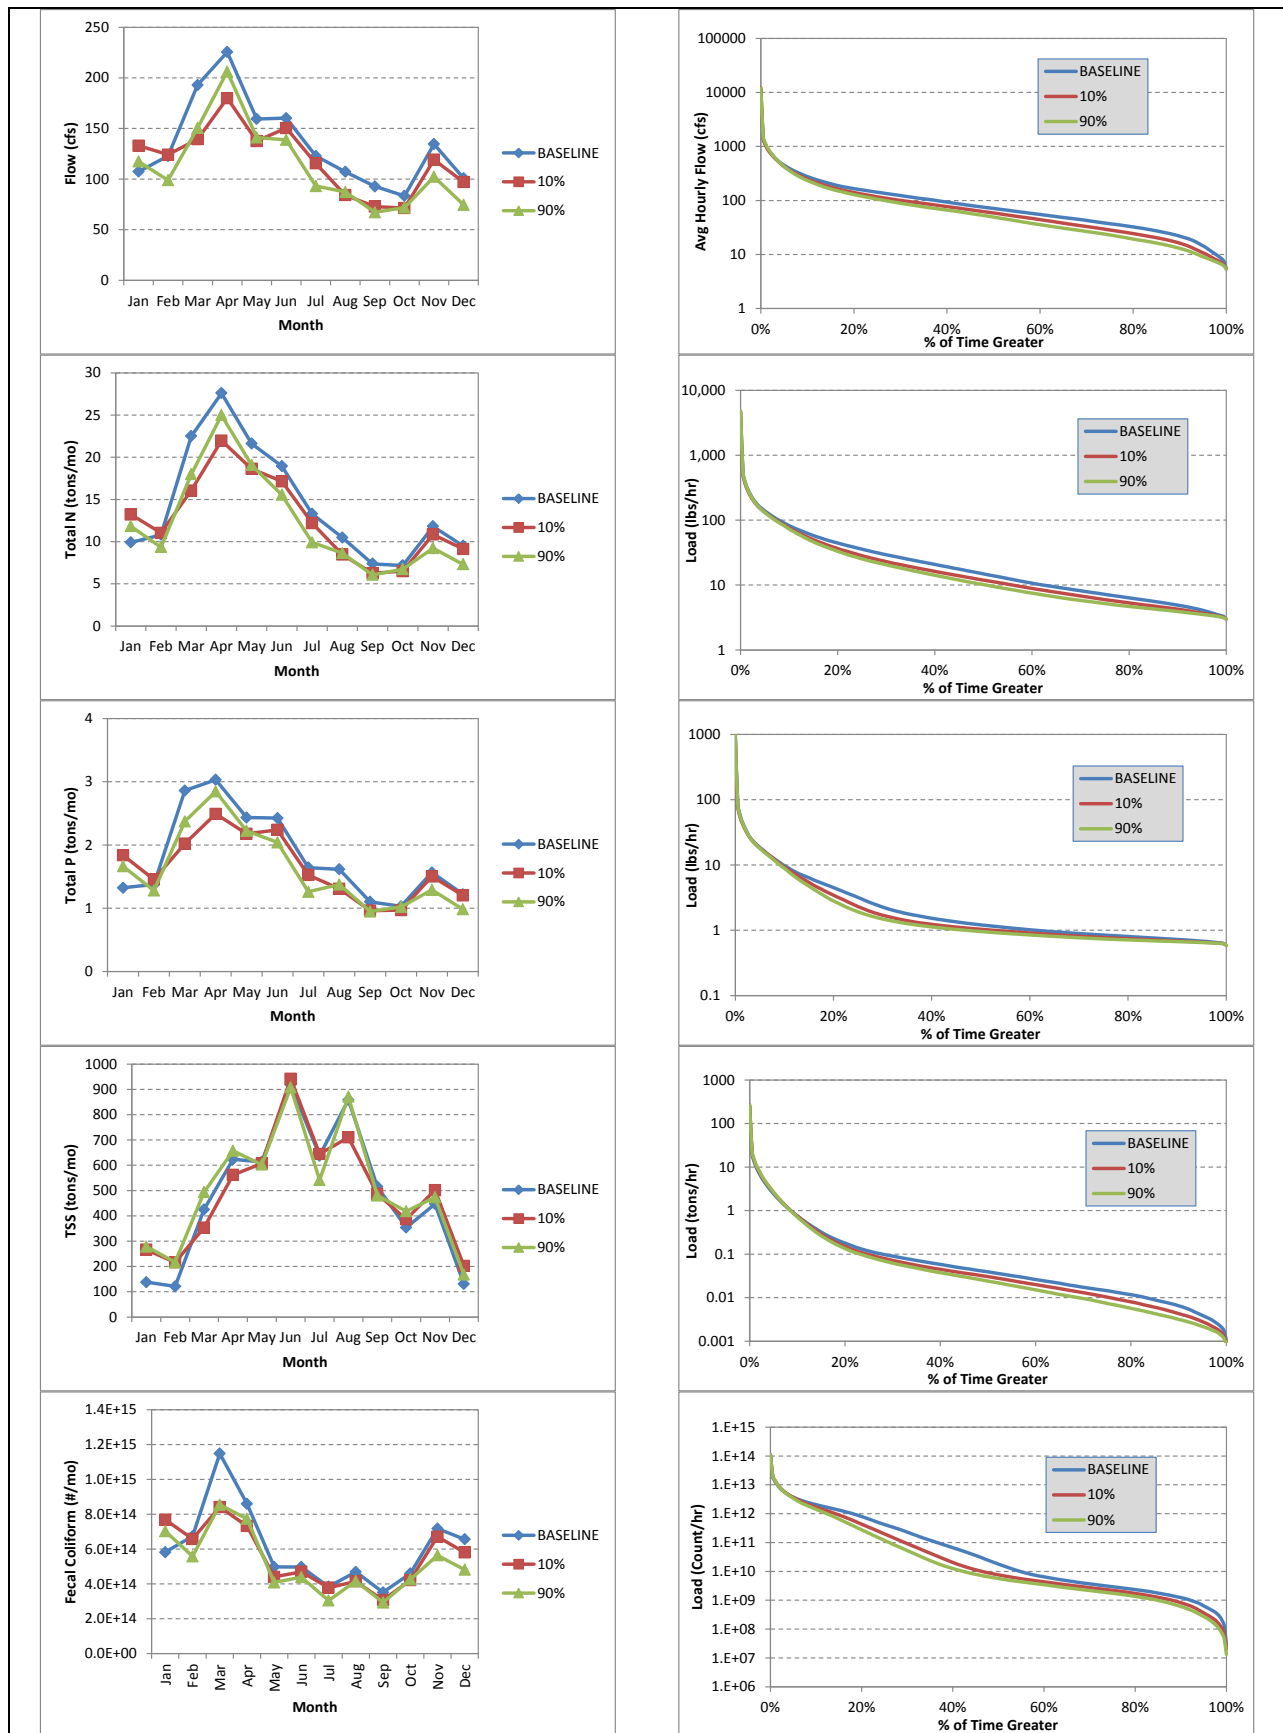 250
200
150
100
50
0
Flow (cfs)
Jan Feb Mar Apr May Jun Jul Aug Sep Oct Nov Dec
Month
BASELINE
10%
90%
100000
10000
1000
100
10
1
Avg Hourly Flow (cfs)
0% 20% 40% 60% 80% 100%
% of Time Greater
BASELINE
10%
90%
30
25
20
15
10
5
0
Total N (tons/mo)
Jan Feb Mar Apr May Jun Jul Aug Sep Oct Nov Dec
Month
BASELINE
10%
90%
10,000
1,000
100
10
1
Load (lbs/hr)
0% 20% 40% 60% 80% 100%
% of Time Greater
BASELINE
10%
90%
4
3
2
1
0
Total P (tons/mo)
Jan Feb Mar Apr May Jun Jul Aug Sep Oct Nov Dec
Month
BASELINE
10%
90%
1000
100
10
1
0.1
Load (lbs/hr)
0% 20% 40% 60% 80% 100%
% of Time Greater
BASELINE
10%
90%
1000
900
800
700
600
500
400
300
200
100
0
TSS (tons/mo)
Jan Feb Mar Apr May Jun Jul Aug Sep Oct Nov Dec
Month
BASELINE
10%
90%
1000
100
10
1
0.1
0.01
0.001
Load (tons/hr)
0% 20% 40% 60% 80% 100%
% of Time Greater
BASELINE
10%
90%
1.4E+15
1.2E+15
1.0E+15
8.0E+14
6.0E+14
4.0E+14
2.0E+14
0.0E+00
Fecal Coliform (#/mo)
Jan Feb Mar Apr May Jun Jul Aug Sep Oct Nov Dec
Month
BASELINE
10%
90%
1.E+15
1.E+14
1.E+13
1.E+12
1.E+11
1.E+10
1.E+09
1.E+08
1.E+07
1.E+06
Load (Count/hr)
0% 20% 40% 60% 80% 100%
% of Time Greater
BASELINE
10%
90%